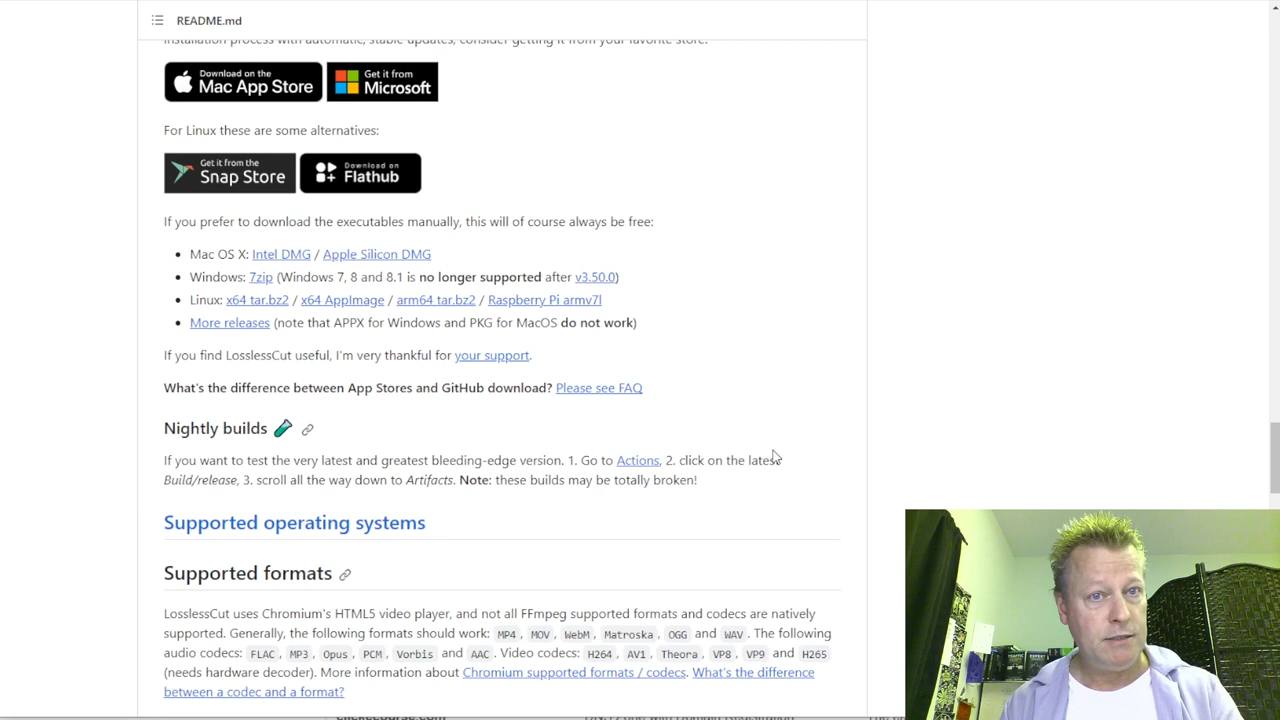 README.md
installation process with automatic, stable updates, consider getting it from your favorite store.
Download on the
Mac App Store
Get it from
Microsoft
For Linux these are some alternatives:
Get it from the
Snap Store
Download on
Flathub
If you prefer to download the executables manually, this will of course always be free:
• Mac OS X: Intel DMG / Apple Silicon DMG
• Windows: 7zip (Windows 7, 8 and 8.1 is no longer supported after v3.50.0)
• Linux: x64 tar.bz2 / x64 AppImage / arm64 tar.bz2 / Raspberry Pi armv7l
• More releases (note that APPX for Windows and PKG for MacOS do not work)
If you find LosslessCut useful, I'm very thankful for your support.
What's the difference between App Stores and GitHub download? Please see FAQ
Nightly builds
If you want to test the very latest and greatest bleeding-edge version. 1. Go to Actions, 2. click on the latest
Build/release, 3. scroll all the way down to Artifacts. Note: these builds may be totally broken!
Supported operating systems
Supported formats
LosslessCut uses Chromium's HTML5 video player, and not all FFmpeg supported formats and codecs are natively
supported. Generally, the following formats should work: MP4, MOV, WebM, Matroska, OGG and WAV. The following
audio codecs: FLAC, MP3, Opus, PCM, Vorbis and AAC. Video codecs: H264, AV1, Theora, VP8, VP9 and H265
(needs hardware decoder). More information about Chromium supported formats / codecs. What's the difference
between a codec and a format?